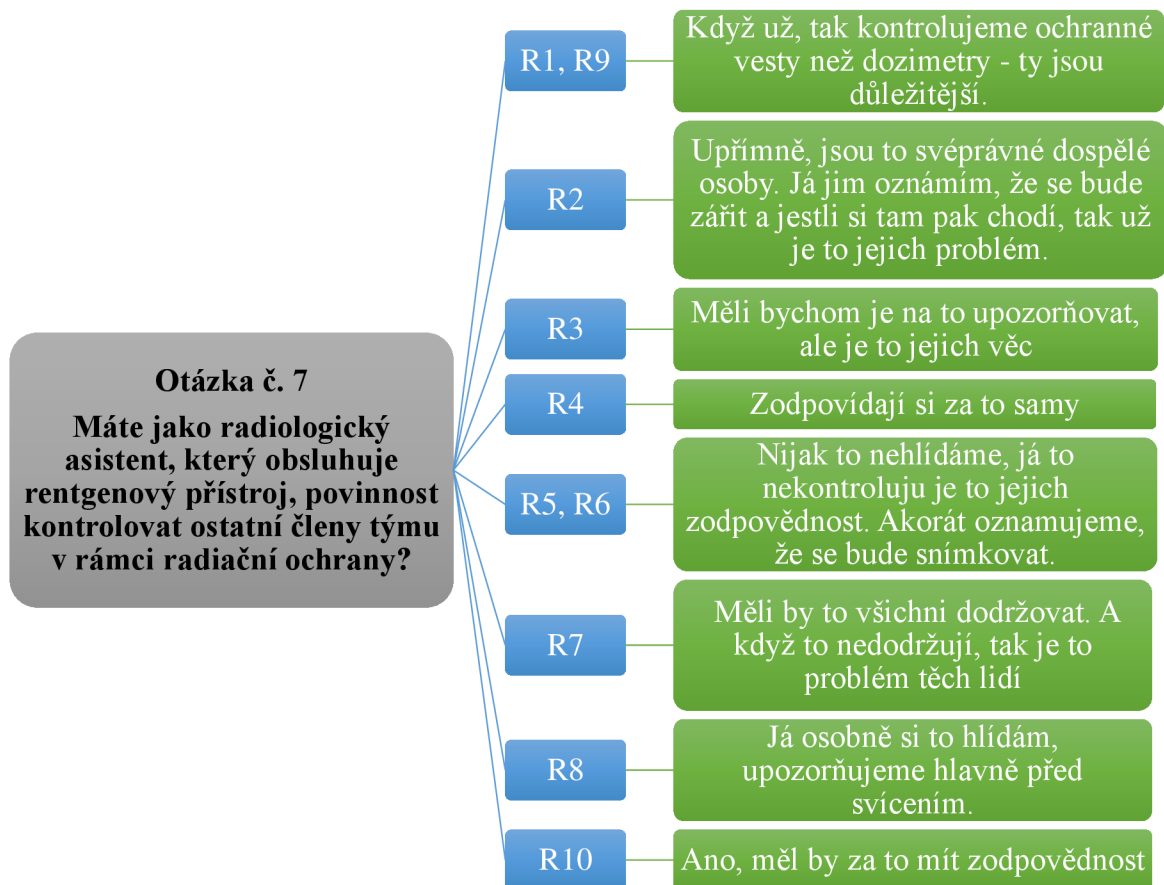 Otázka č. 7
Máte jako radiologický
asistent, který obsluhuje
rentgenový přístroj, povinnost
kontrolovat ostatní členy týmu
v rámci radiační ochrany?
R1, R9
Když už, tak kontrolujeme ochranné
vesty než dozimetry - ty jsou
důležitější.
R2
Upřímně, jsou to svéprávné dospělé
osoby. Já jim oznámím, že se bude
zářit a jestli si tam pak chodí, tak už
je to jejich problém.
R3
Měli bychom je na to upozorňovat,
ale je to jejich věc
R4
Zodpovídají si za to samy
R5, R6
Nijak to nehlídáme, já to
nekontroluju je to jejich
zodpovědnost. Akorát oznamujeme,
že se bude snímkovat.
R7
Měli by to všichni dodržovat. A
když to nedodržují, tak je to
problém těch lidí
R8
Já osobně si to hlídám,
upozorňujeme hlavně před
svícením.
R10
Ano, měl by za to mít zodpovědnost